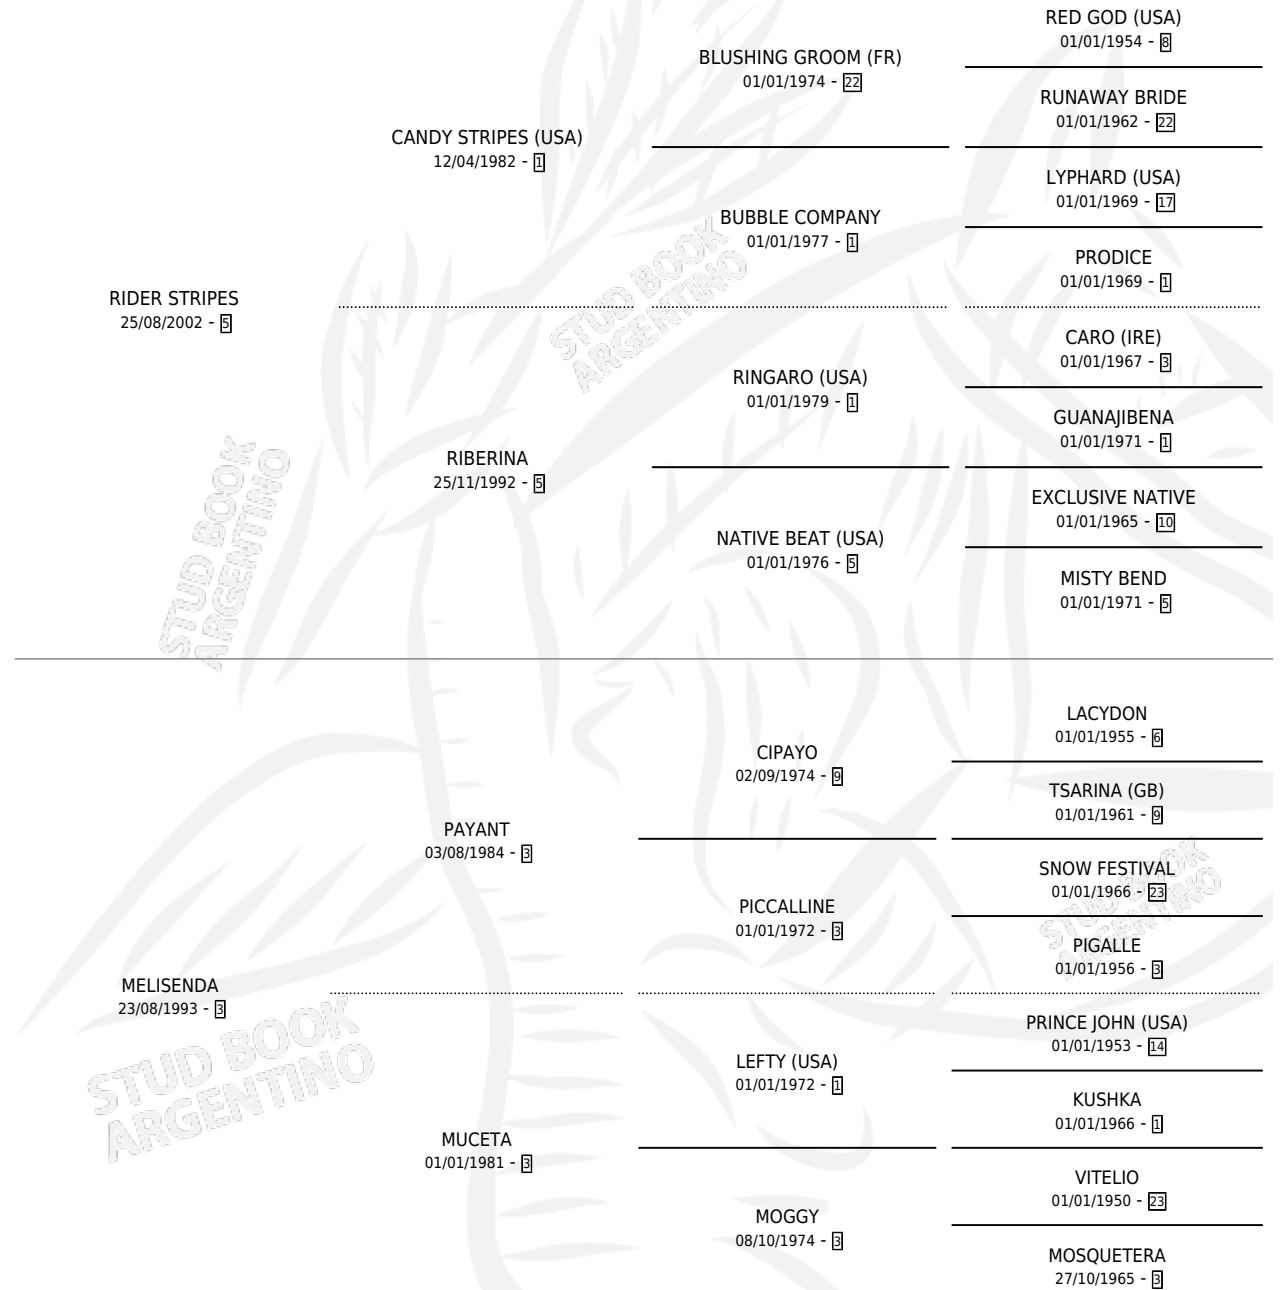 RED GOD (USA)
01/01/1954 - 8
BLUSHING GROOM (FR)
01/01/1974 - 22
RUNAWAY BRIDE
01/01/1962 - 22
CANDY STRIPES (USA)
12/04/1982 - 1
LYPHARD (USA)
01/01/1969 - 17
BUBBLE COMPANY
01/01/1977 - 1
PRODICE
01/01/1969 - 1
RIDER STRIPES
25/08/2002 - 5
STUD BOOK
ARGENTINO
CARO (IRE)
01/01/1967 - 3
RINGARO (USA)
01/01/1979 - 1
GUANAJIBENA
01/01/1971 - 1
RIBERINA
25/11/1992 - 5
EXCLUSIVE NATIVE
01/01/1965 - 10
NATIVE BEAT (USA)
01/01/1976 - 5
MISTY BEND
01/01/1971 - 5
STUD BOOK
ARGENTINO
LACYDON
01/01/1955 - 6
CIPAYO
02/09/1974 - 9
TSARINA (GB)
01/01/1961 - 9
PAYANT
03/08/1984 - 3
SNOW FESTIVAL
01/01/1966 - 23
PICCALLINE
01/01/1972 - 3
PIGALLE
01/01/1956 - 3
STUD BOOK
ARGENTINO
MELISENDA
23/08/1993 - 3
PRINCE JOHN (USA)
01/01/1953 - 14
LEFTY (USA)
01/01/1972 - 1
KUSHKA
01/01/1966 - 1
STUD BOOK
ARGENTINO
MUCETA
01/01/1981 - 3
VITELIO
01/01/1950 - 23
MOGGY
08/10/1974 - 3
MOSQUETERA
27/10/1965 - 3